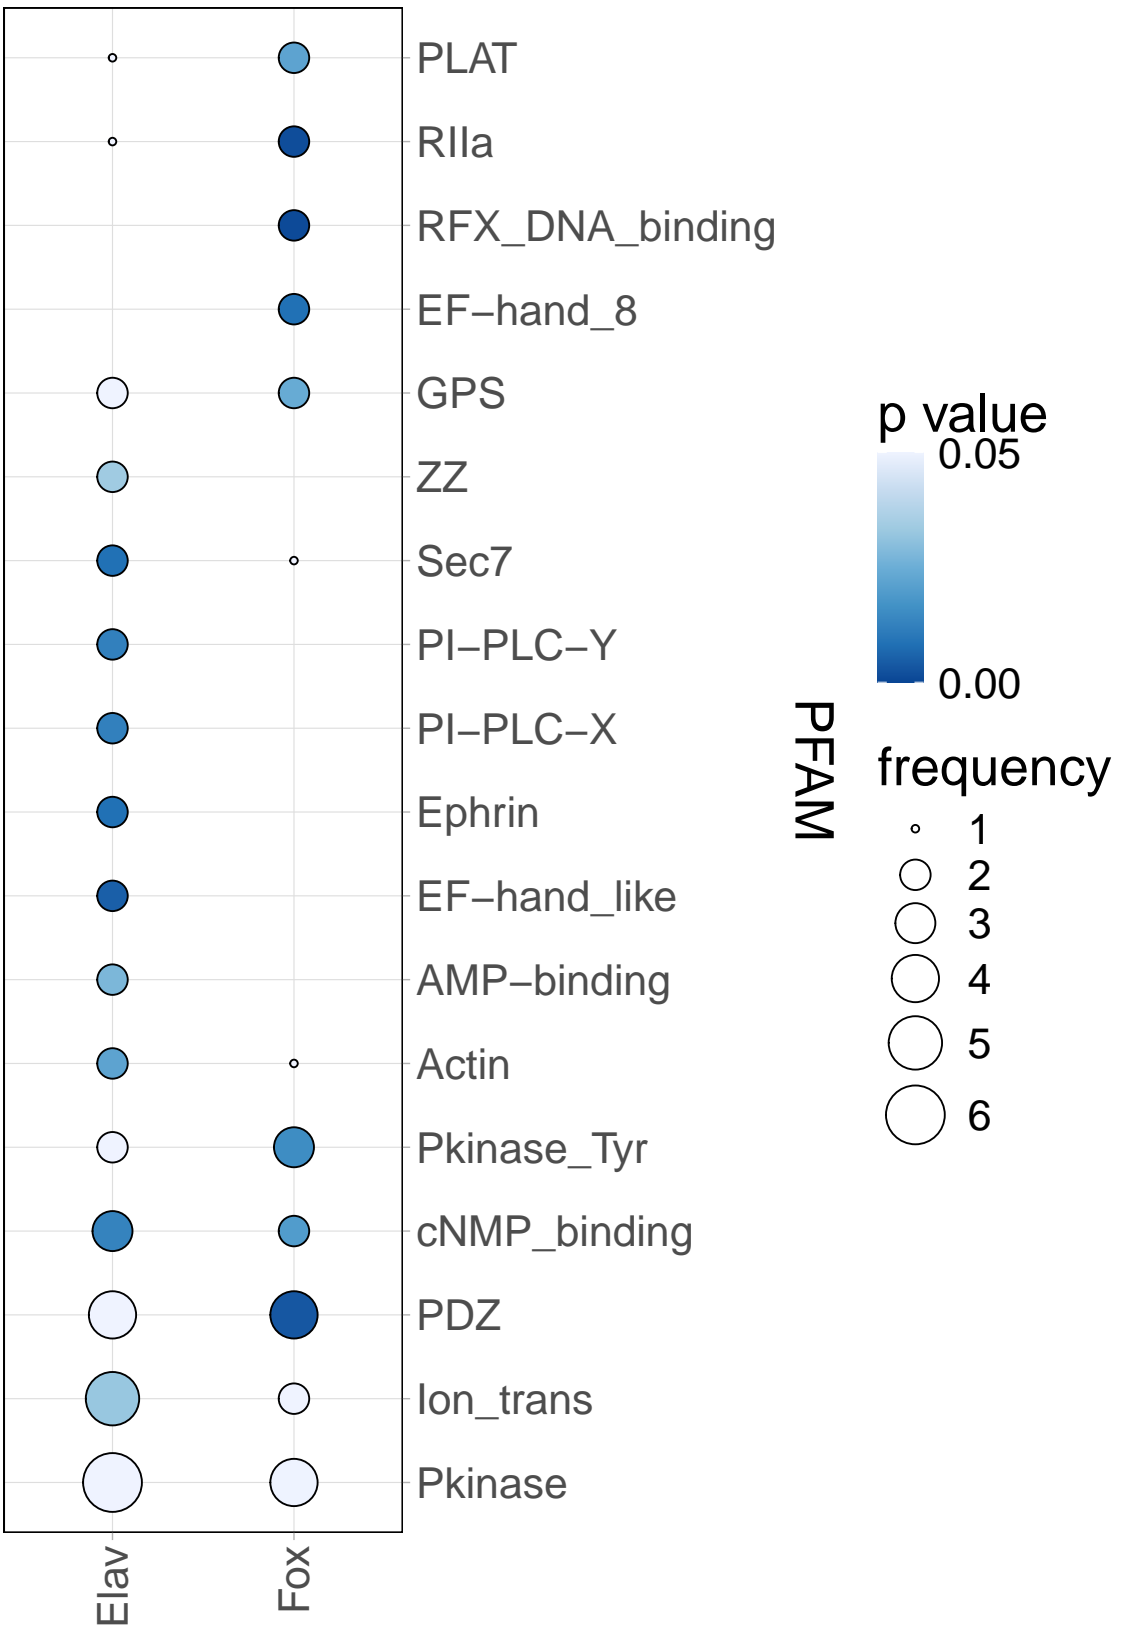 PLAT
RIIa
RFX_DNA_binding
EF−hand_8
GPS
ZZ
Sec7
PI−PLC−Y
PI−PLC−X
Ephrin
EF−hand_like
AMP−binding
Actin
Pkinase_Tyr
cNMP_binding
PDZ
Ion_trans
Pkinase
Elav
Fox
PFAM
p value
0.05
0.00
frequency
1
2
3
4
5
6